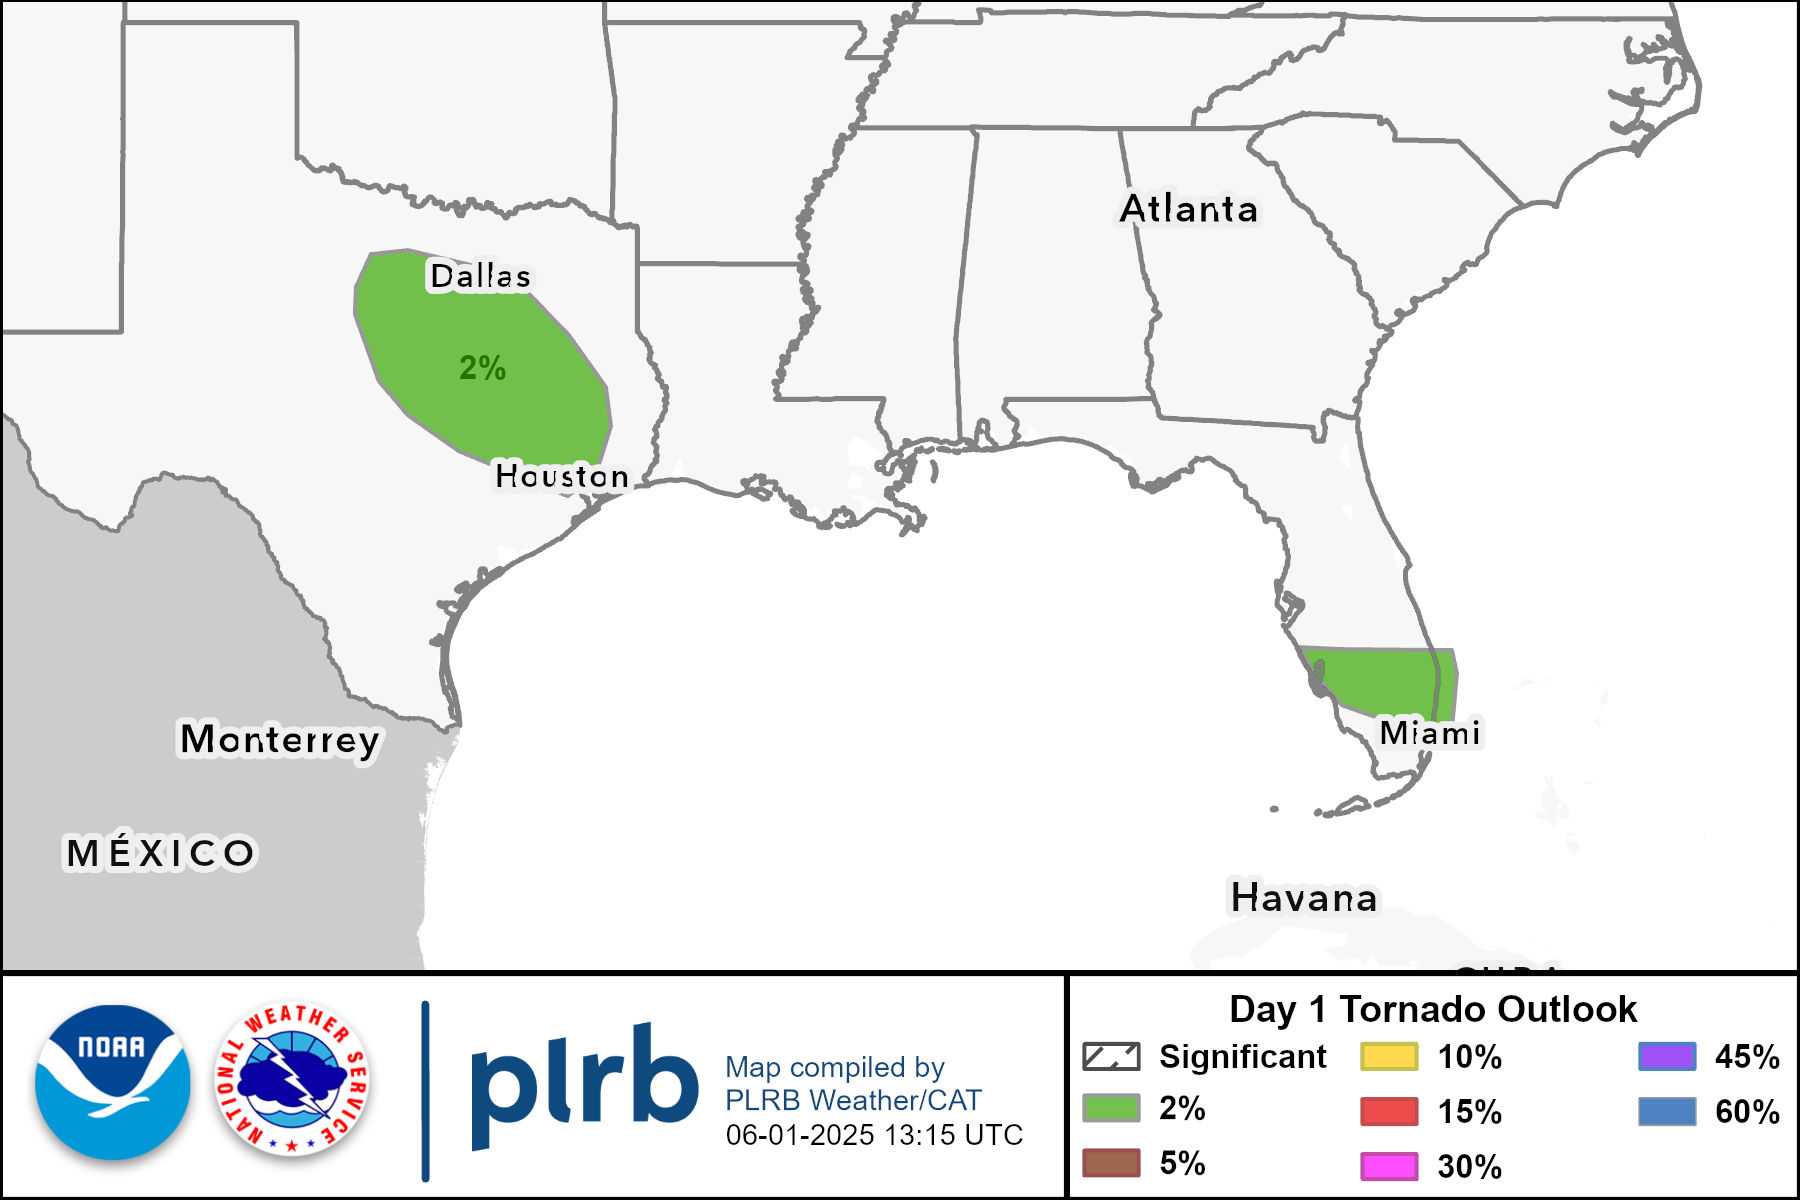 Atlanta
Dallas
2%
Houston
Miami
Monterrey
MÉXICO
Havana
CUBA
NOAA
NATIONAL WEATHER SERVICE
plrb
Map compiled by
PLRB Weather/CAT
06-01-2025 13:15 UTC
Day 1 Tornado Outlook
Significant
2%
5%
10%
15%
30%
45%
60%